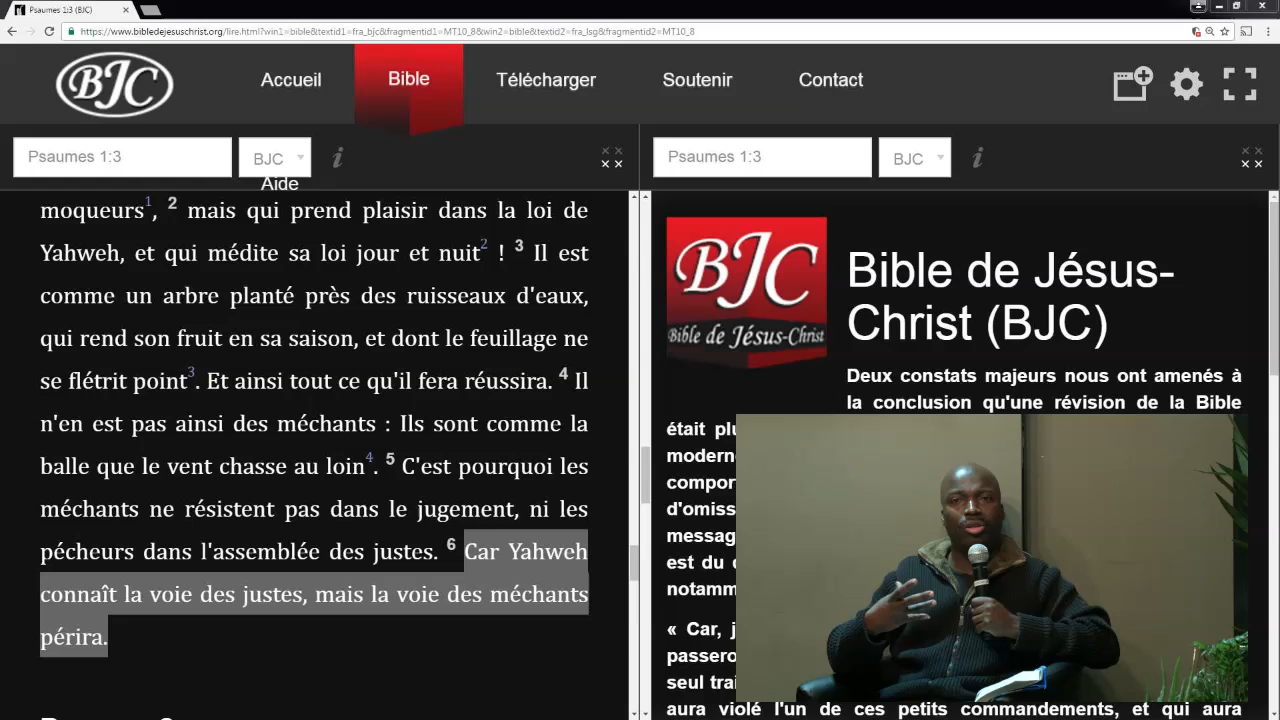 Psaumes 1:3 (BJC)
https://www.bibledejesuschrist.org/lire.html?win1=bible&textid1=fra_bjc&fragmentid1=MT10_8&win2=bible&textid2=fra_lsg&fragmentid2=MT10_8
BJC
Accueil
Bible
Télécharger
Soutenir
Contact
Psaumes 1:3
BJC
Aide
moqueurs1, 2 mais qui prend plaisir dans la loi de
Yahweh, et qui médite sa loi jour et nuit2 ! 3 Il est
comme un arbre planté près des ruisseaux d'eaux,
qui rend son fruit en sa saison, et dont le feuillage ne
se flétrit point3. Et ainsi tout ce qu'il fera réussira. 4 Il
n'en est pas ainsi des méchants : Ils sont comme la
balle que le vent chasse au loin4. 5 C'est pourquoi les
méchants ne résistent pas dans le jugement, ni les
pécheurs dans l'assemblée des justes. 6 Car Yahweh
connaît la voie des justes, mais la voie des méchants
périra.
Psaumes 1:3
BJC
BJC
Bible de Jésus-Christ
Bible de Jésus-
Christ (BJC)
Deux constats majeurs nous ont amenés à
la conclusion qu'une révision de la Bible
était
modern
compor
d'omiss
messag
est du
notamm
« Car, j
passero
seul
aura violé l'un de ces petits commandements, et qui aura